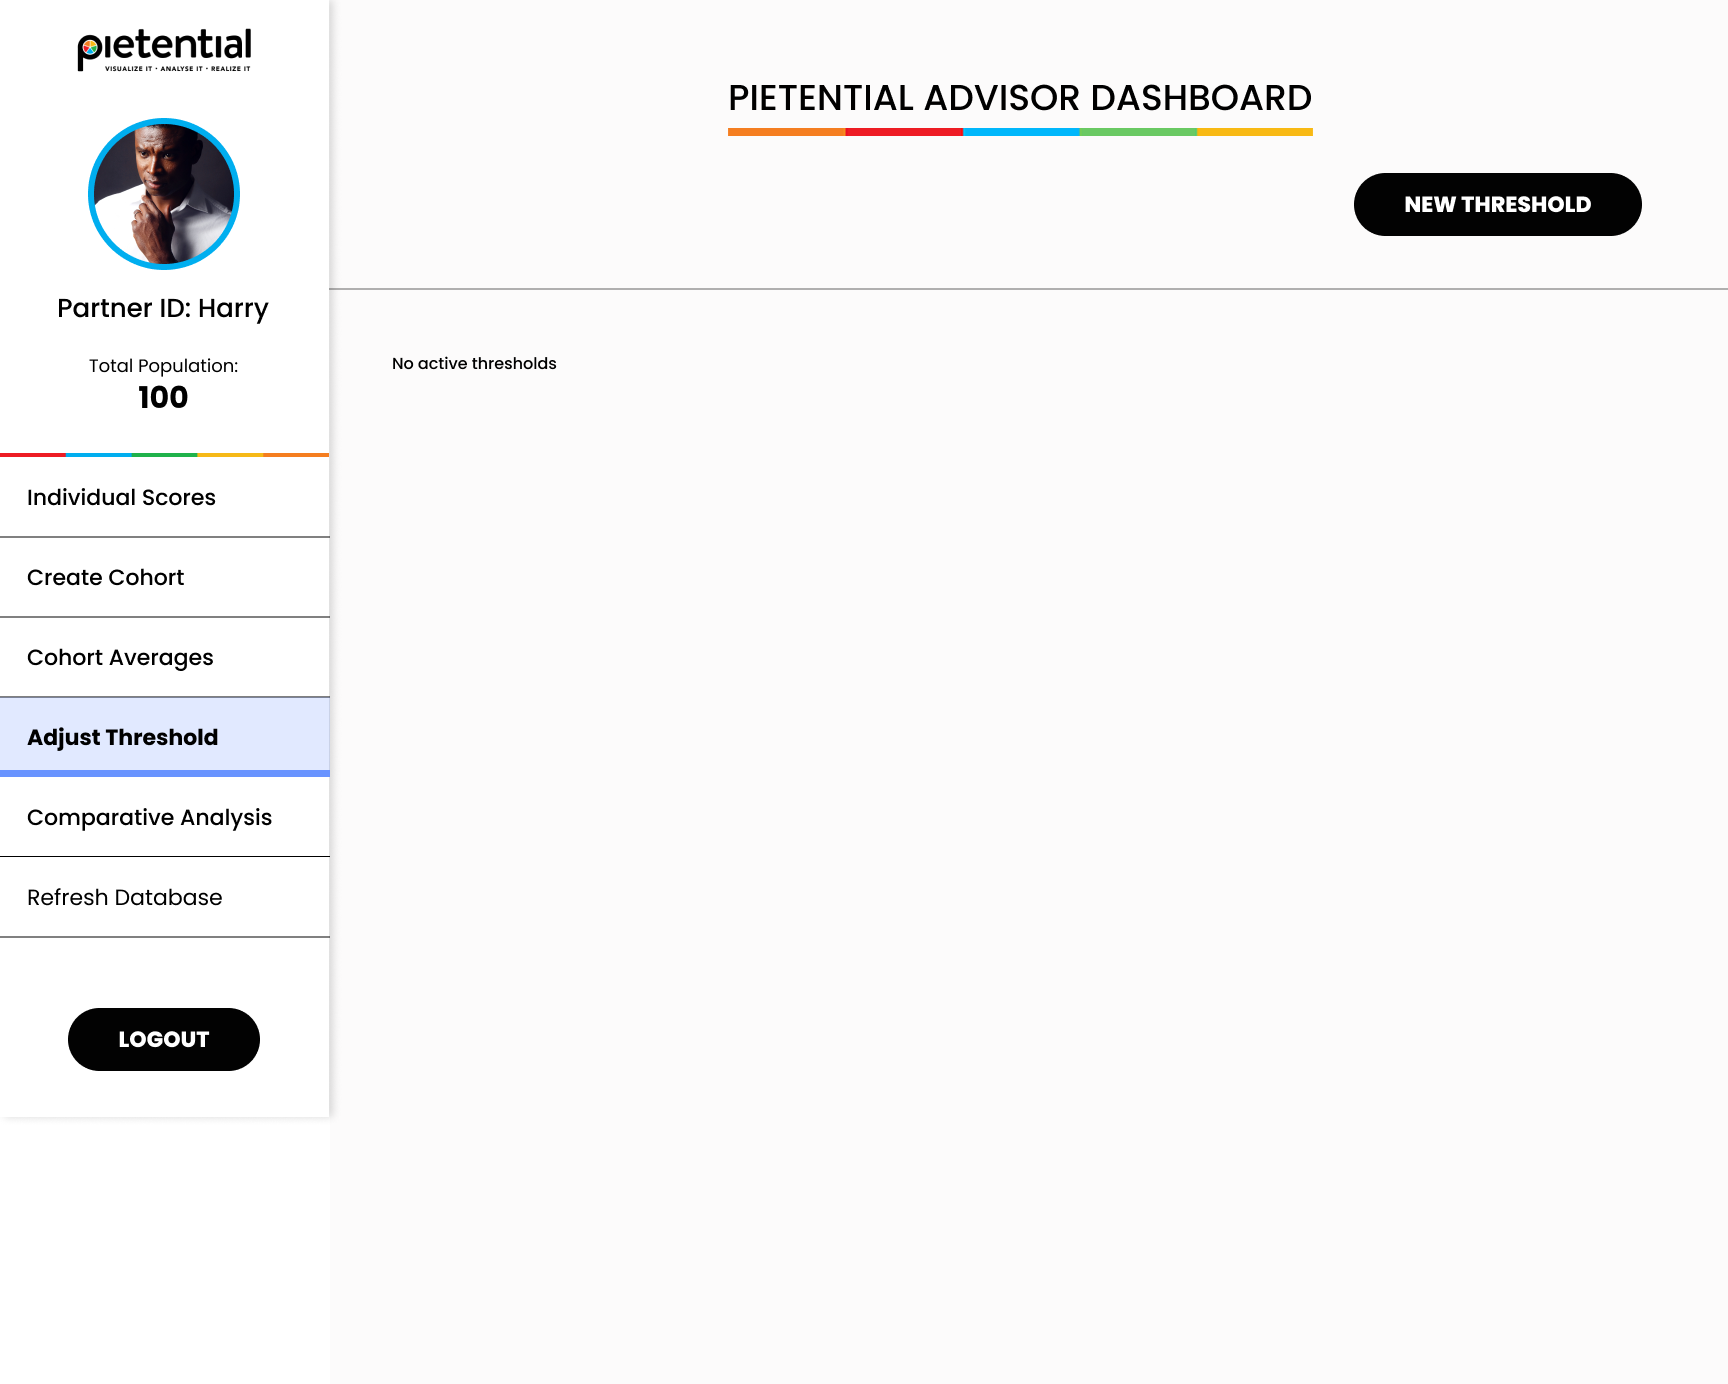 pietential
VISUALIZE IT • ANALYSE IT • REALIZE IT
Partner ID: Harry
Total Population:
100
Individual Scores
Create Cohort
Cohort Averages
Adjust Threshold
Comparative Analysis
Refresh Database
LOGOUT
PIETENTIAL ADVISOR DASHBOARD
NEW THRESHOLD
No active thresholds